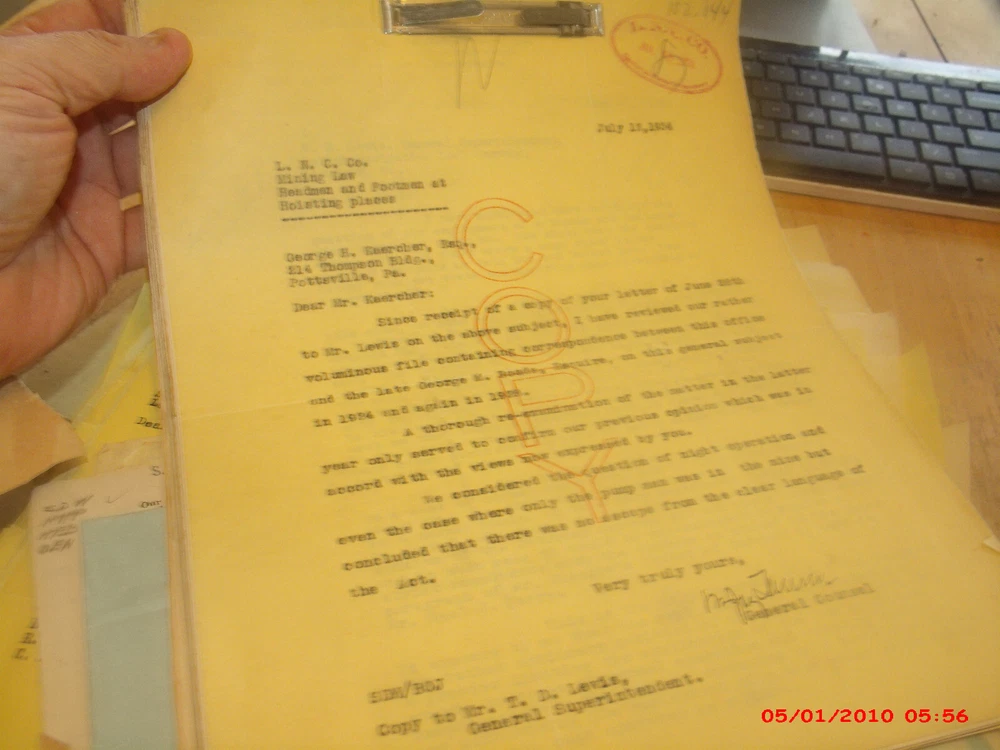 July 1934
L. N. C. Co.
Mining Law
Headmen and Footmen at
Hoisting places
George H. Kaercher, Esq.,
214 Thompson Bldg.,
Pottsville, Pa.
Dear Mr. Kaercher:
Since receipt of a copy of your letter of June
to Mr. Lewis on the above subject, I have reviewed our rather
voluminous file containing correspondence between this office
and the late George M. Roads, Esquire, on this general subject
in 1924 and again in
A thorough re-examination of the matter in the latter
year only served to confirm our previous opinion which was in
accord with the views now expressed by you.
We considered the question of night operation and
even the case where only the pump man was in the mine but
concluded that there was no escape from the clear language of
the Act.
Very truly yours,
General Counsel
Copy to Mr. T. D. Lewis,
General Superintendent.
COPY
05/01/2010 05:56